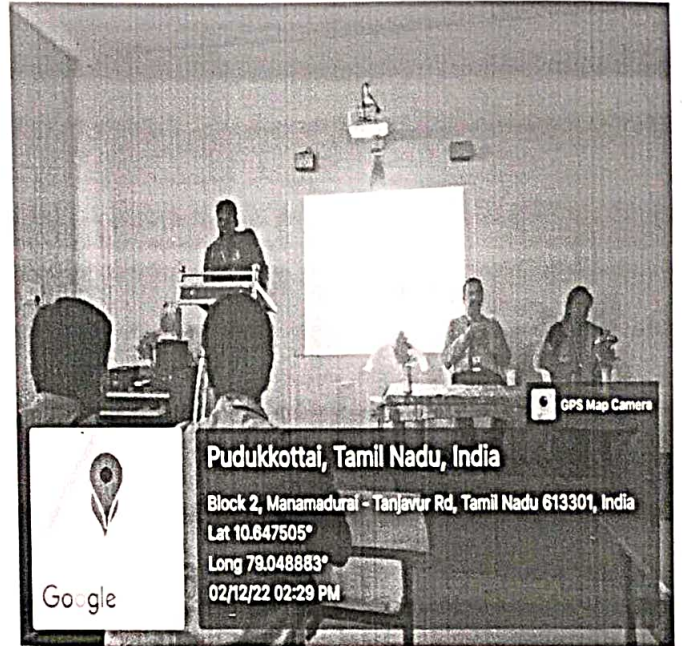 GPS Map Camera
Pudukkottai, Tamil Nadu, India
Block 2, Manamadurai - Tanjavur Rd, Tamil Nadu 613301, India
Lat 10.647505°
Long 79.048883°
02/12/22 02:29 PM
Google